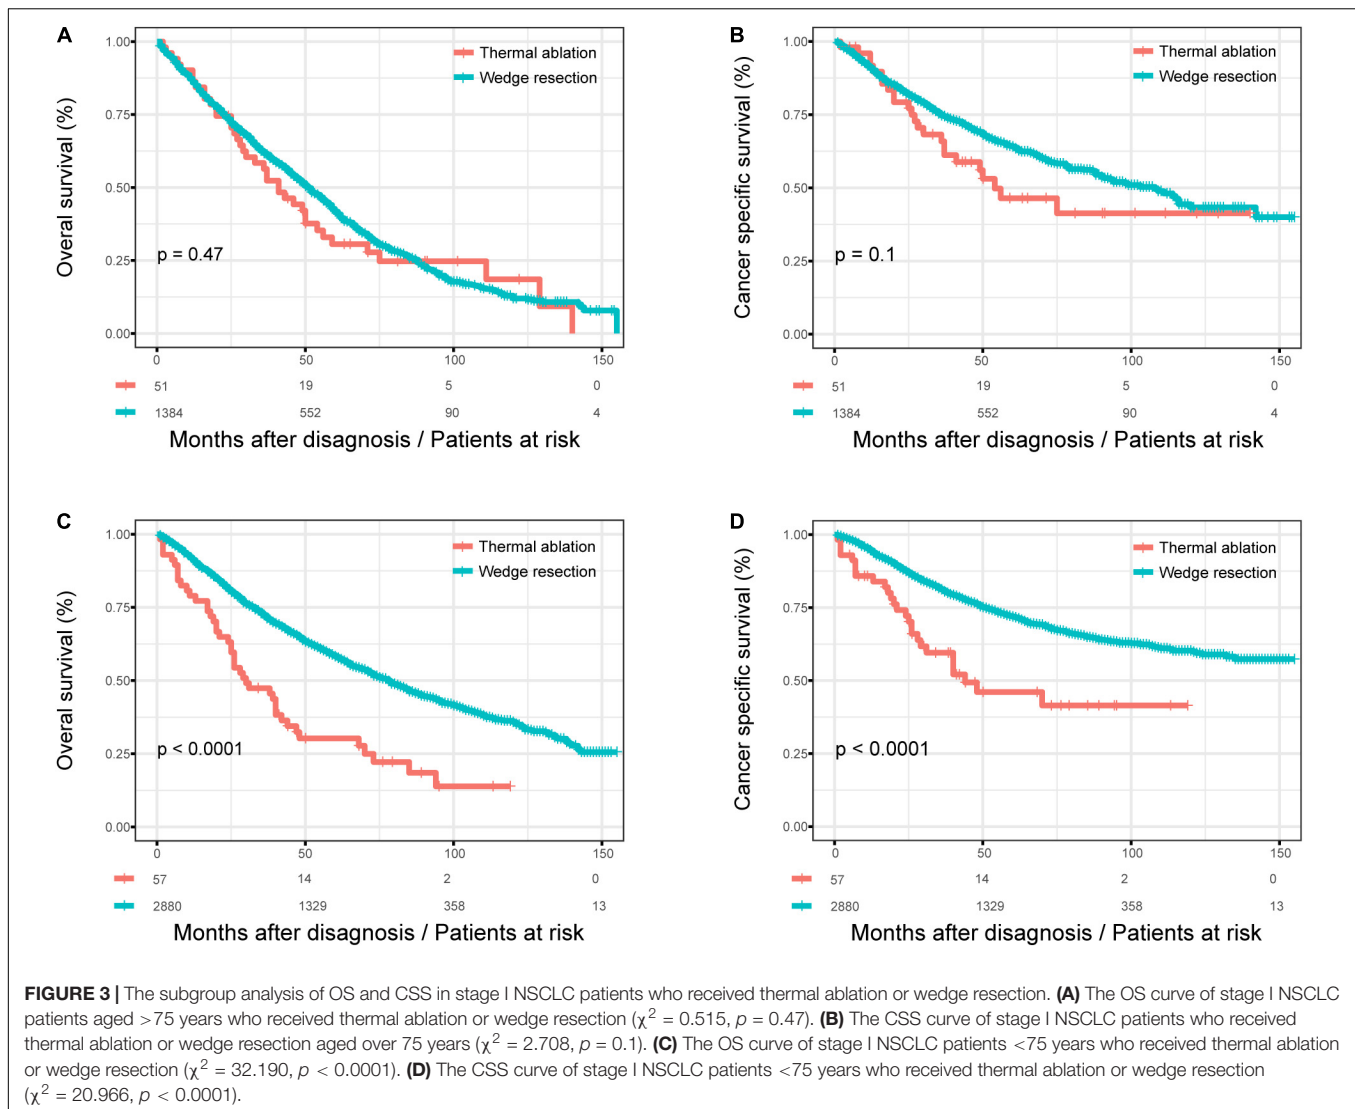 A
Overal survival (%)
1.00
0.75
0.50
0.25
0.00
Thermal ablation
Wedge resection
p = 0.47
0 50 100 150
51 19 5 0
1384 552 90 4
Months after disagnosis / Patients at risk
B
Cancer specific survival (%)
1.00
0.75
0.50
0.25
0.00
Thermal ablation
Wedge resection
p = 0.1
0 50 100 150
51 19 5 0
1384 552 90 4
Months after disagnosis / Patients at risk
C
Overal survival (%)
1.00
0.75
0.50
0.25
0.00
Thermal ablation
Wedge resection
p < 0.0001
0 50 100 150
57 14 2 0
2880 1329 358 13
Months after disagnosis / Patients at risk
D
Cancer specific survival (%)
1.00
0.75
0.50
0.25
0.00
Thermal ablation
Wedge resection
p < 0.0001
0 50 100 150
57 14 2 0
2880 1329 358 13
Months after disagnosis / Patients at risk
FIGURE 3 | The subgroup analysis of OS and CSS in stage I NSCLC patients who received thermal ablation or wedge resection. (A) The OS curve of stage I NSCLC
patients aged >75 years who received thermal ablation or wedge resection (χ² = 0.515, p = 0.47). (B) The CSS curve of stage I NSCLC patients who received
thermal ablation or wedge resection aged over 75 years (χ² = 2.708, p = 0.1). (C) The OS curve of stage I NSCLC patients <75 years who received thermal ablation
or wedge resection (χ² = 32.190, p < 0.0001). (D) The CSS curve of stage I NSCLC patients <75 years who received thermal ablation or wedge resection
(χ² = 20.966, p < 0.0001).